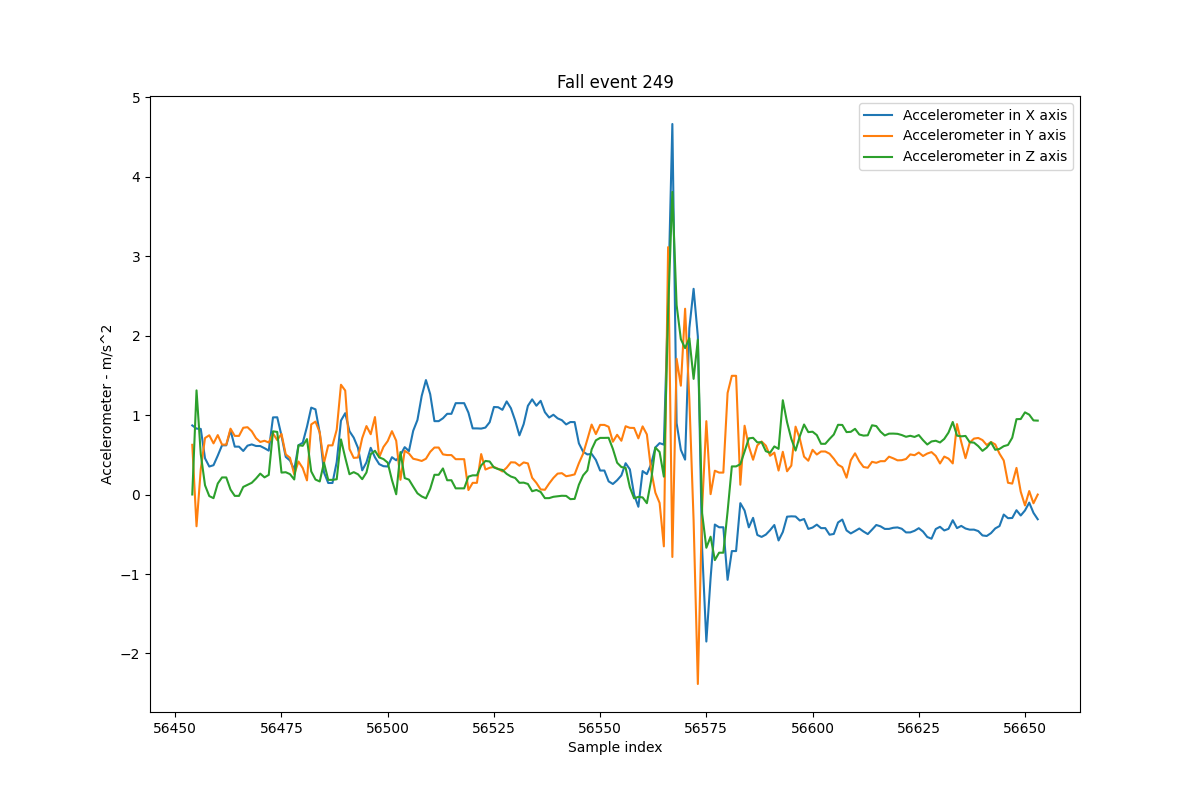 Fall event 249
Accelerometer in X axis
Accelerometer in Y axis
Accelerometer in Z axis
Accelerometer - m/s^2
5
4
3
2
1
0
−1
−2
56450 56475 56500 56525 56550 56575 56600 56625 56650
Sample index